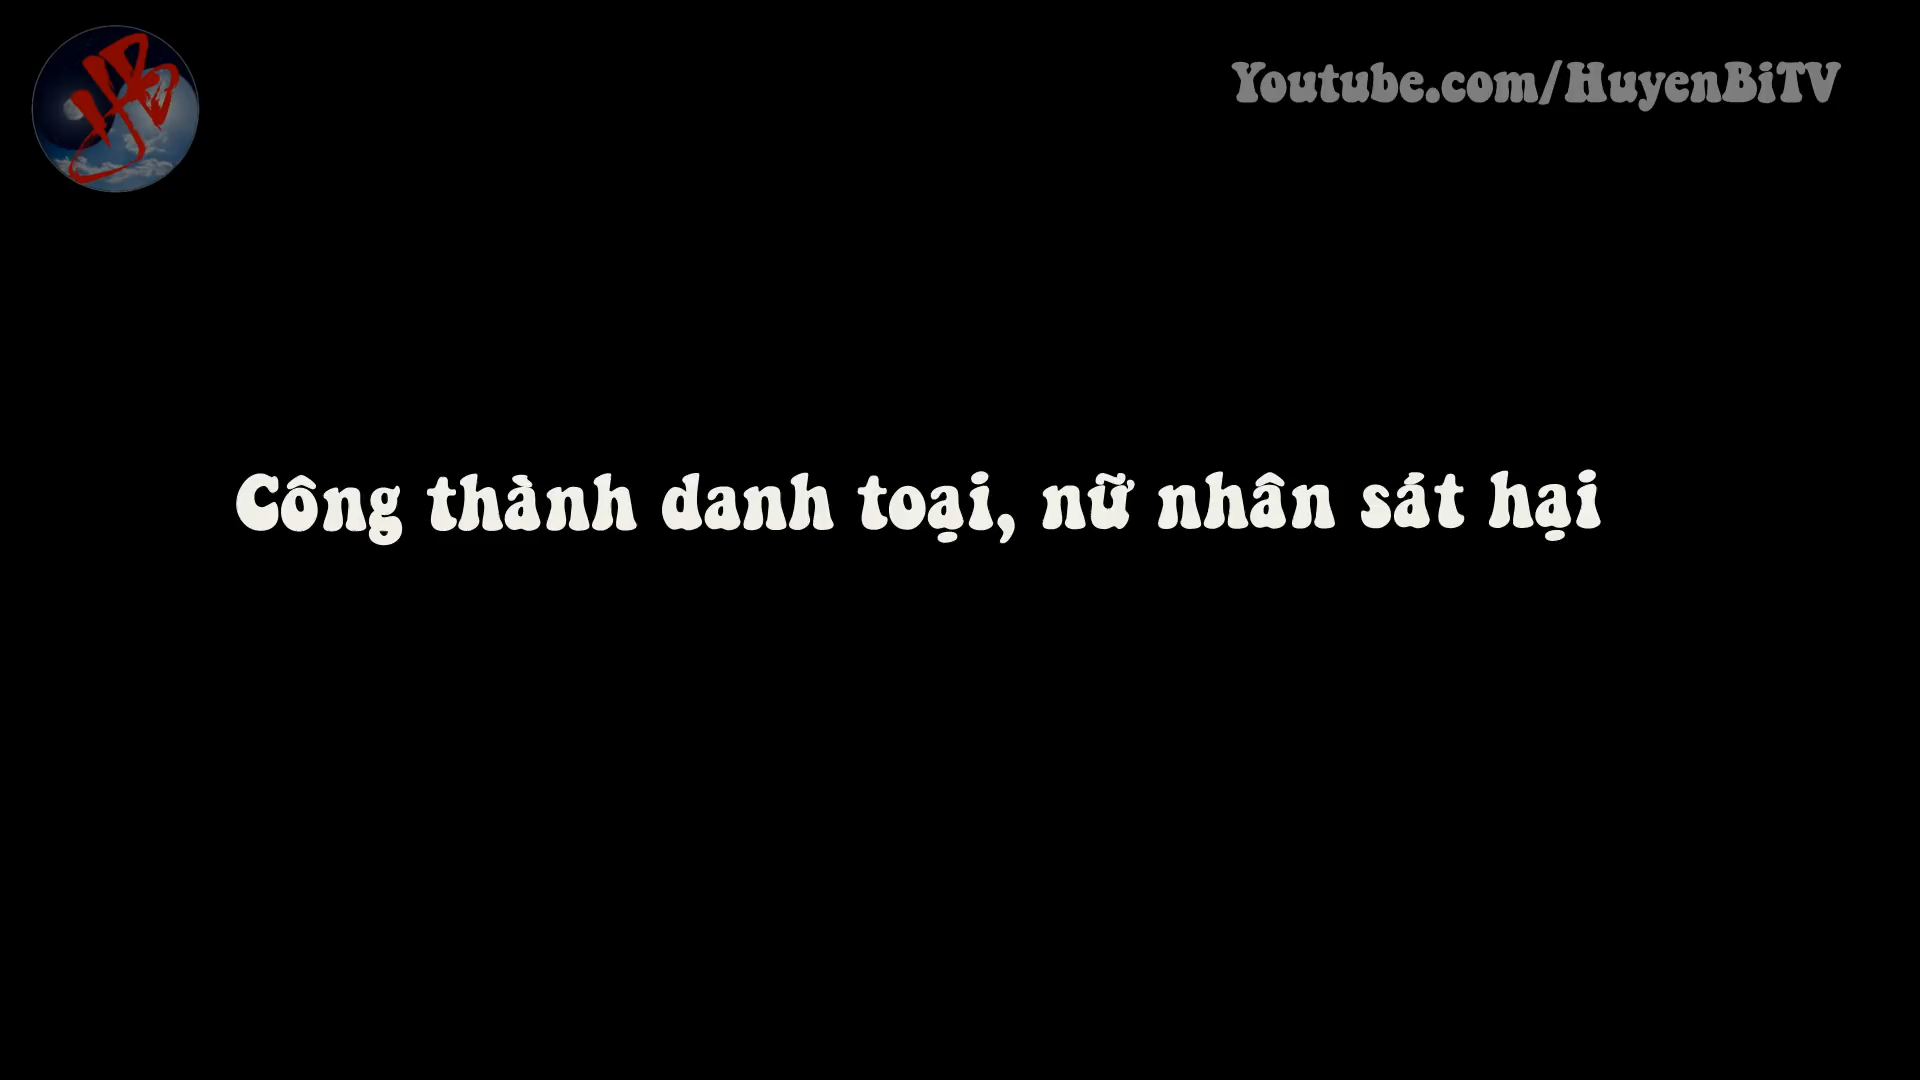 Youtube.com/HuyenBiTV
Công thành danh toại, nữ nhân sát hại